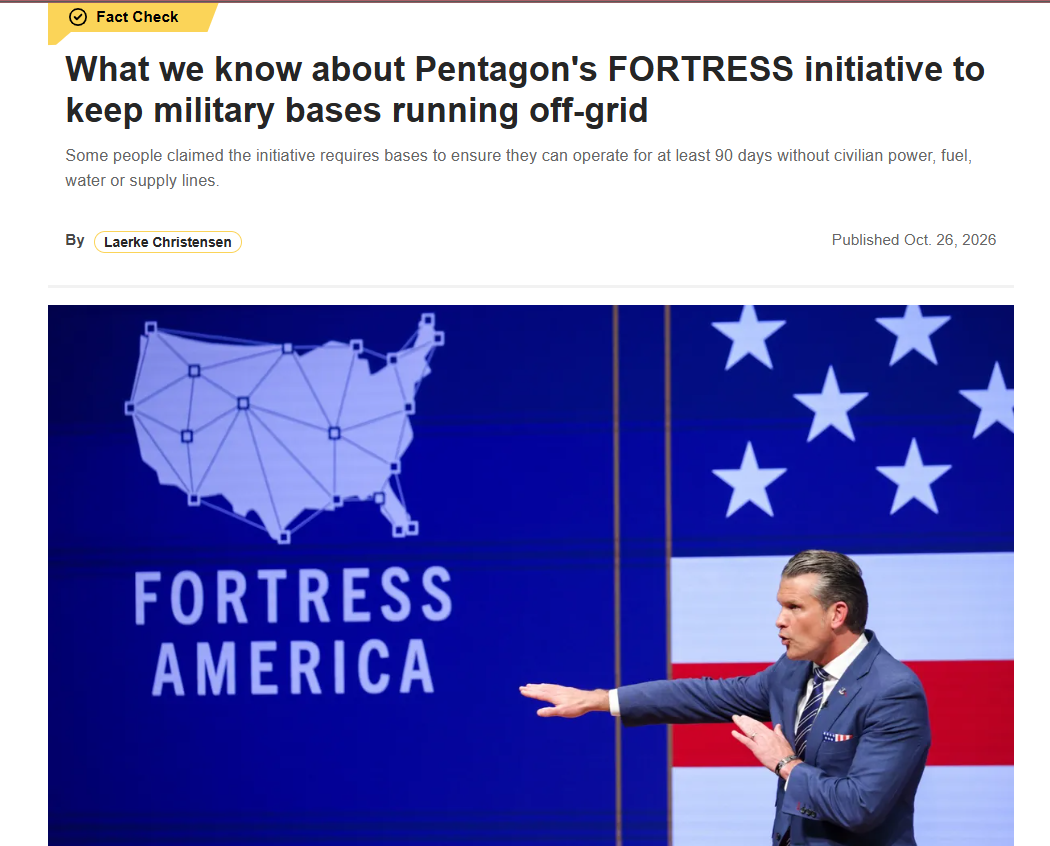 Fact Check
What we know about Pentagon's FORTRESS initiative to
keep military bases running off-grid
Some people claimed the initiative requires bases to ensure they can operate for at least 90 days without civilian power, fuel,
water or supply lines.
By Laerke Christensen
Published Oct. 26, 2026
FORTRESS
AMERICA